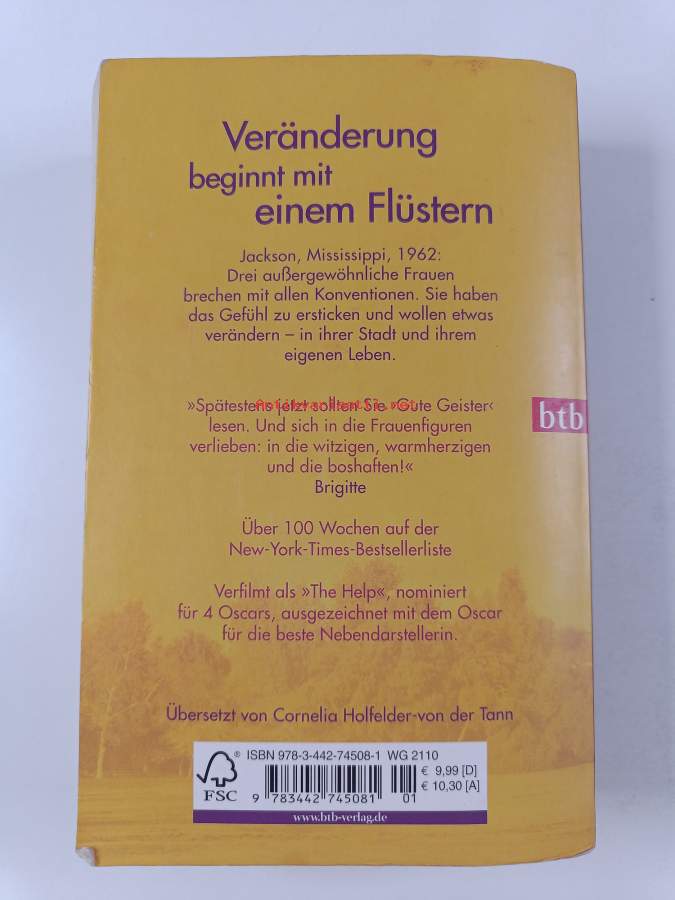 Veränderung
beginnt mit
einem Flüstern
Jackson, Mississippi, 1962:
Drei außergewöhnliche Frauen
brechen mit allen Konventionen. Sie haben
das Gefühl zu ersticken und wollen etwas
verändern – in ihrer Stadt und ihrem
eigenen Leben.
»Spätestens jetzt sollten Sie ›Gute Geister‹
lesen. Und sich in die Frauenfiguren
verlieben: in die witzigen, warmherzigen
und die boshaften!«
Brigitte
btb
Über 100 Wochen auf der
New-York-Times-Bestsellerliste
Verfilmt als »The Help«, nominiert
für 4 Oscars, ausgezeichnet mit dem Oscar
für die beste Nebendarstellerin.
Übersetzt von Cornelia Holfelder-von der Tann
ISBN 978-3-442-74508-1 WG 2110
€ 9,99 [D]
€ 10,30 [A]
FSC ®
9 783442 745081 01
www.btb-verlag.de